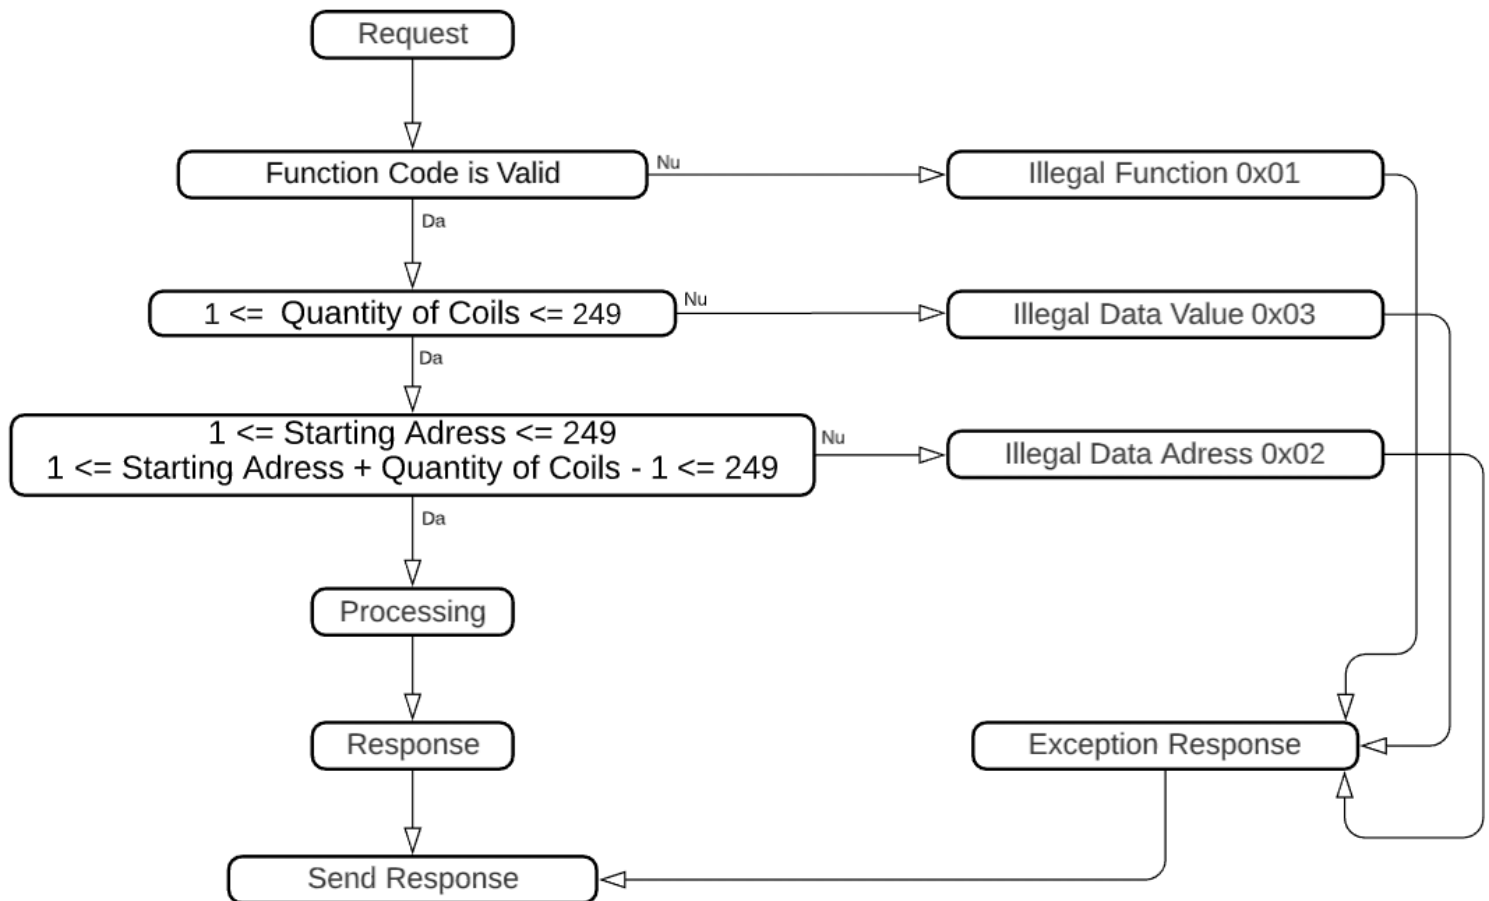 Request
Function Code is Valid
Nu
Illegal Function 0x01
Da
1 <= Quantity of Coils <= 249
Nu
Illegal Data Value 0x03
Da
1 <= Starting Adress <= 249
1 <= Starting Adress + Quantity of Coils - 1 <= 249
Nu
Illegal Data Adress 0x02
Da
Processing
Response
Exception Response
Send Response